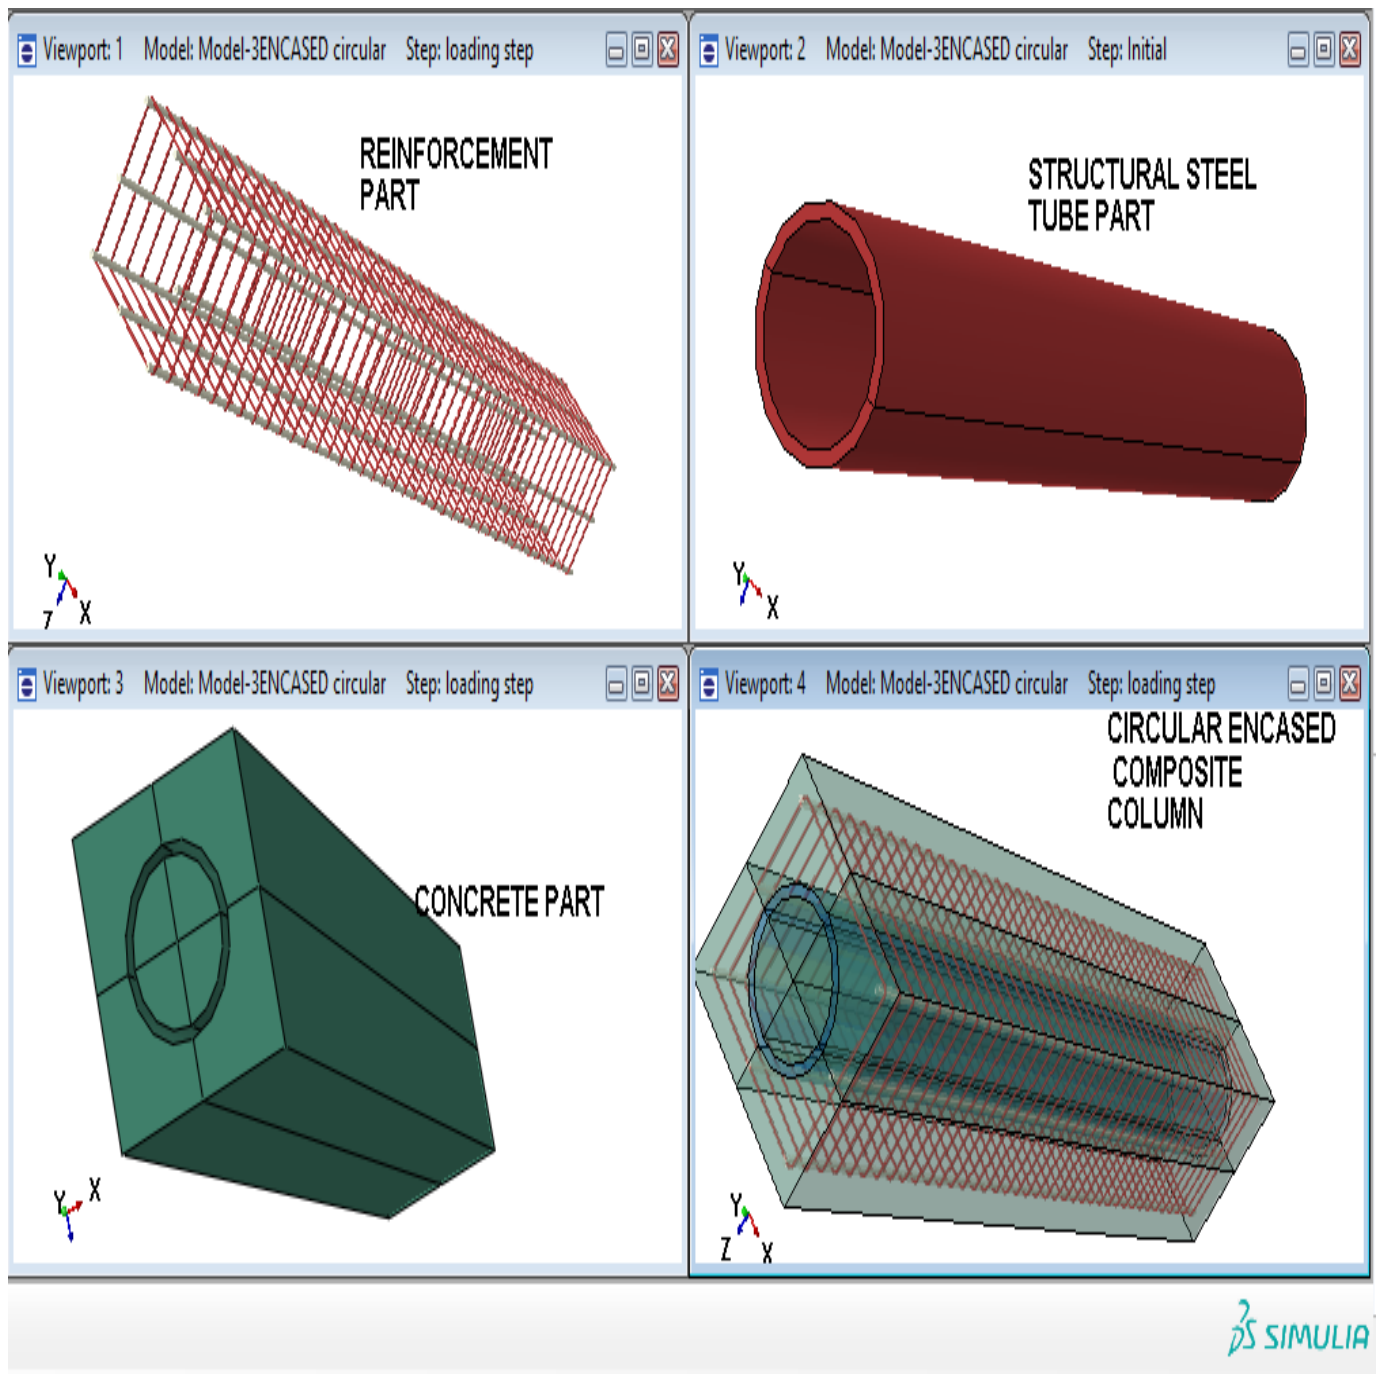 Viewport: 1 Model: Model-3ENCASED circular Step: loading step
REINFORCEMENT
PART
Y
Z
X
Viewport: 2 Model: Model-3ENCASED circular Step: Initial
STRUCTURAL STEEL
TUBE PART
Y
X
Viewport: 3 Model: Model-3ENCASED circular Step: loading step
CONCRETE PART
Y
X
Viewport: 4 Model: Model-3ENCASED circular Step: loading step
CIRCULAR ENCASED
COMPOSITE
COLUMN
Y
Z
X
DS SIMULIA